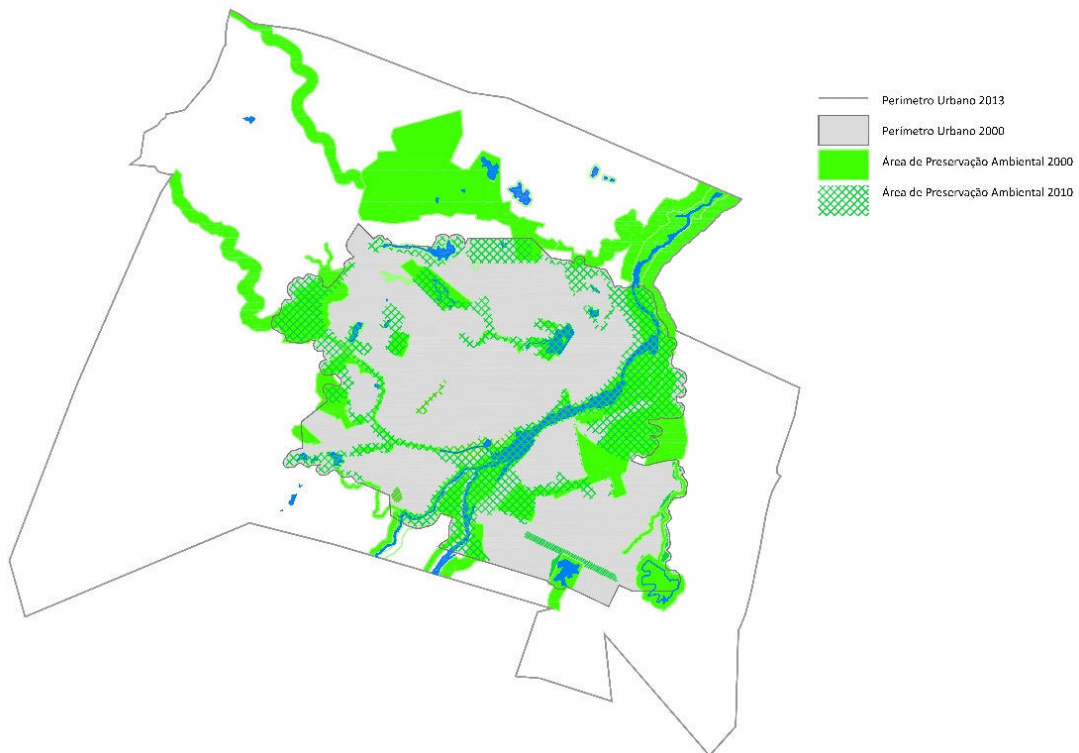 Perímetro Urbano 2013
Perímetro Urbano 2000
Área de Preservação Ambiental 2000
Área de Preservação Ambiental 2010